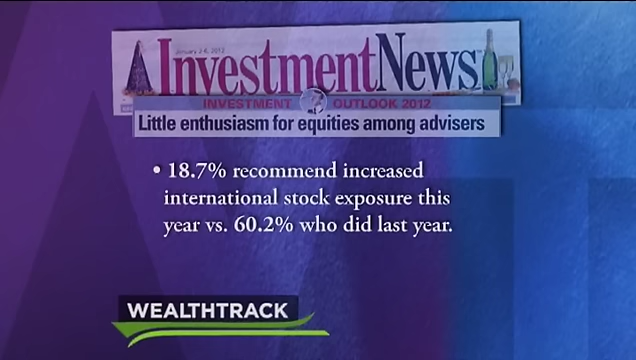 January 2-6, 2012
InvestmentNews
INVESTMENT OUTLOOK 2012
Little enthusiasm for equities among advisers
• 18.7% recommend increased
international stock exposure this
year vs. 60.2% who did last year.
WEALTHTRACK